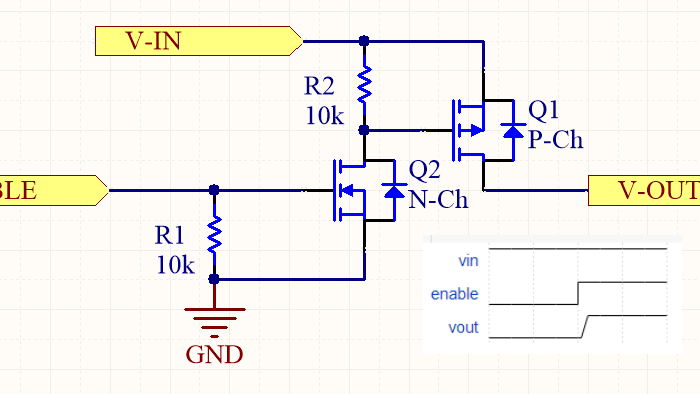 V-IN
R2
10k
Q1
P-Ch
BLE
Q2
N-Ch
V-OUT
R1
10k
GND
vin
enable
vout